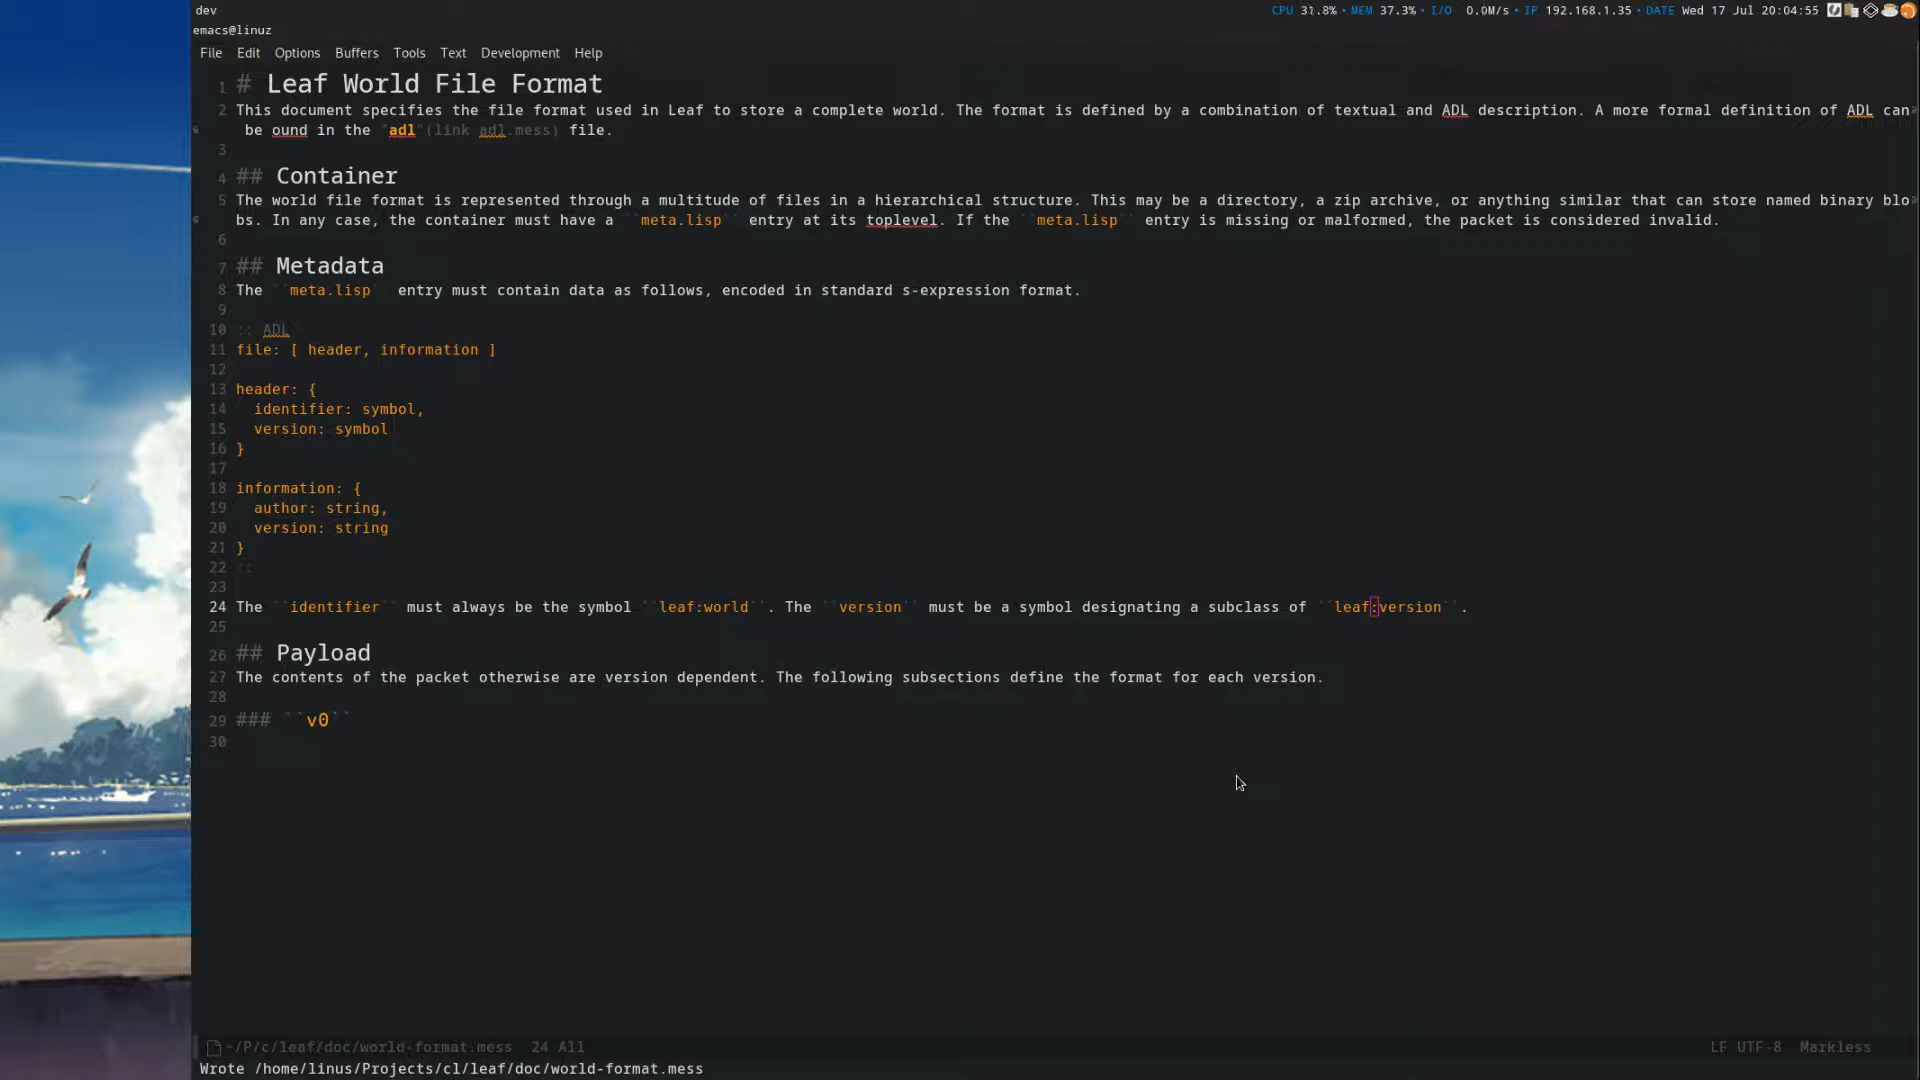 dev
CPU 31.8% • MEM 37.3% • I/O 0.0M/s • IP 192.168.1.35 • DATE Wed 17 Jul 20:04:55
emacs@linuz
File Edit Options Buffers Tools Text Development Help
1 # Leaf World File Format
2 This document specifies the file format used in Leaf to store a complete world. The format is defined by a combination of textual and ADL description. A more formal definition of ADL can
be ound in the "adl"(link adl.mess) file.
3
4 ## Container
5 The world file format is represented through a multitude of files in a hierarchical structure. This may be a directory, a zip archive, or anything similar that can store named binary blo
bs. In any case, the container must have a ``meta.lisp`` entry at its toplevel. If the ``meta.lisp`` entry is missing or malformed, the packet is considered invalid.
6
7 ## Metadata
8 The ``meta.lisp`` entry must contain data as follows, encoded in standard s-expression format.
9
10 :: ADL
11 file: [ header, information ]
12
13 header: {
14 identifier: symbol,
15 version: symbol
16 }
17
18 information: {
19 author: string,
20 version: string
21 }
22 ::
23
24 The ``identifier`` must always be the symbol ``leaf:world``. The ``version`` must be a symbol designating a subclass of ``leaf:version``.
25
26 ## Payload
27 The contents of the packet otherwise are version dependent. The following subsections define the format for each version.
28
29 ### ``v0``
30
~/P/c/leaf/doc/world-format.mess 24 All LF UTF-8 Markless
Wrote /home/linus/Projects/cl/leaf/doc/world-format.mess